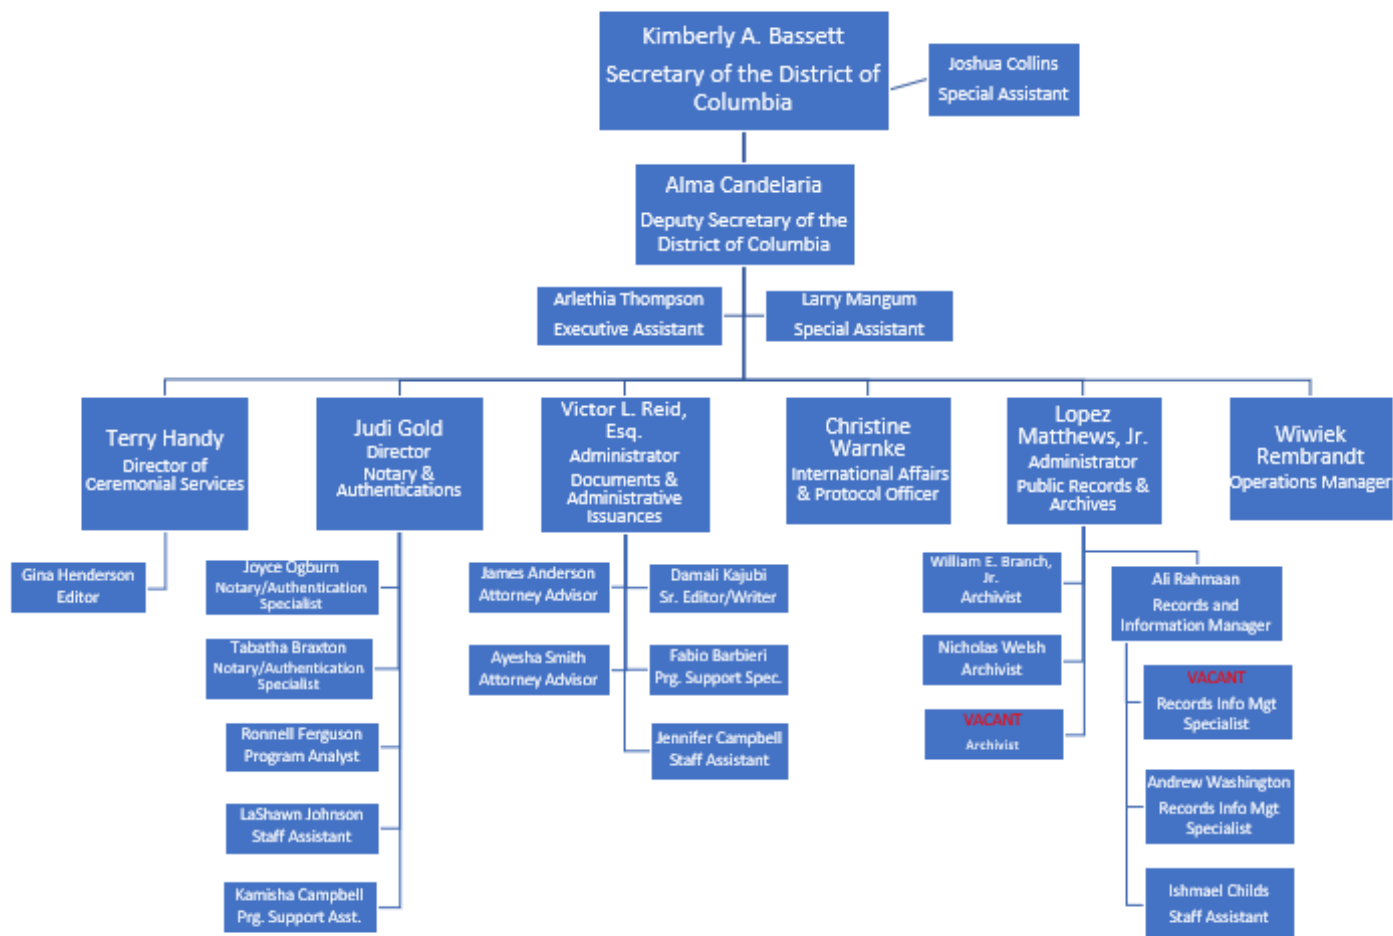 Kimberly A. Bassett
Secretary of the District of
Columbia
Joshua Collins
Special Assistant
Alma Candelaria
Deputy Secretary of the
District of Columbia
Arlethia Thompson
Executive Assistant
Larry Mangum
Special Assistant
Terry Handy
Director of
Ceremonial Services
Judi Gold
Director
Notary &
Authentications
Victor L. Reid,
Esq.
Administrator
Documents &
Administrative
Issuances
Christine
Warnke
International Affairs
& Protocol Officer
Lopez
Matthews, Jr.
Administrator
Public Records &
Archives
Wiwiek
Rembrandt
Operations Manager
Gina Henderson
Editor
Joyce Ogburn
Notary/Authentication
Specialist
Tabatha Braxton
Notary/Authentication
Specialist
Ronnell Ferguson
Program Analyst
LaShawn Johnson
Staff Assistant
Kamisha Campbell
Prg. Support Asst.
James Anderson
Attorney Advisor
Ayesha Smith
Attorney Advisor
Damali Kajubi
Sr. Editor/Writer
Fabio Barbieri
Prg. Support Spec.
Jennifer Campbell
Staff Assistant
William E. Branch,
Jr.
Archivist
Nicholas Welsh
Archivist
VACANT
Archivist
Ali Rahmaan
Records and
Information Manager
VACANT
Records Info Mgt
Specialist
Andrew Washington
Records Info Mgt
Specialist
Ishmael Childs
Staff Assistant